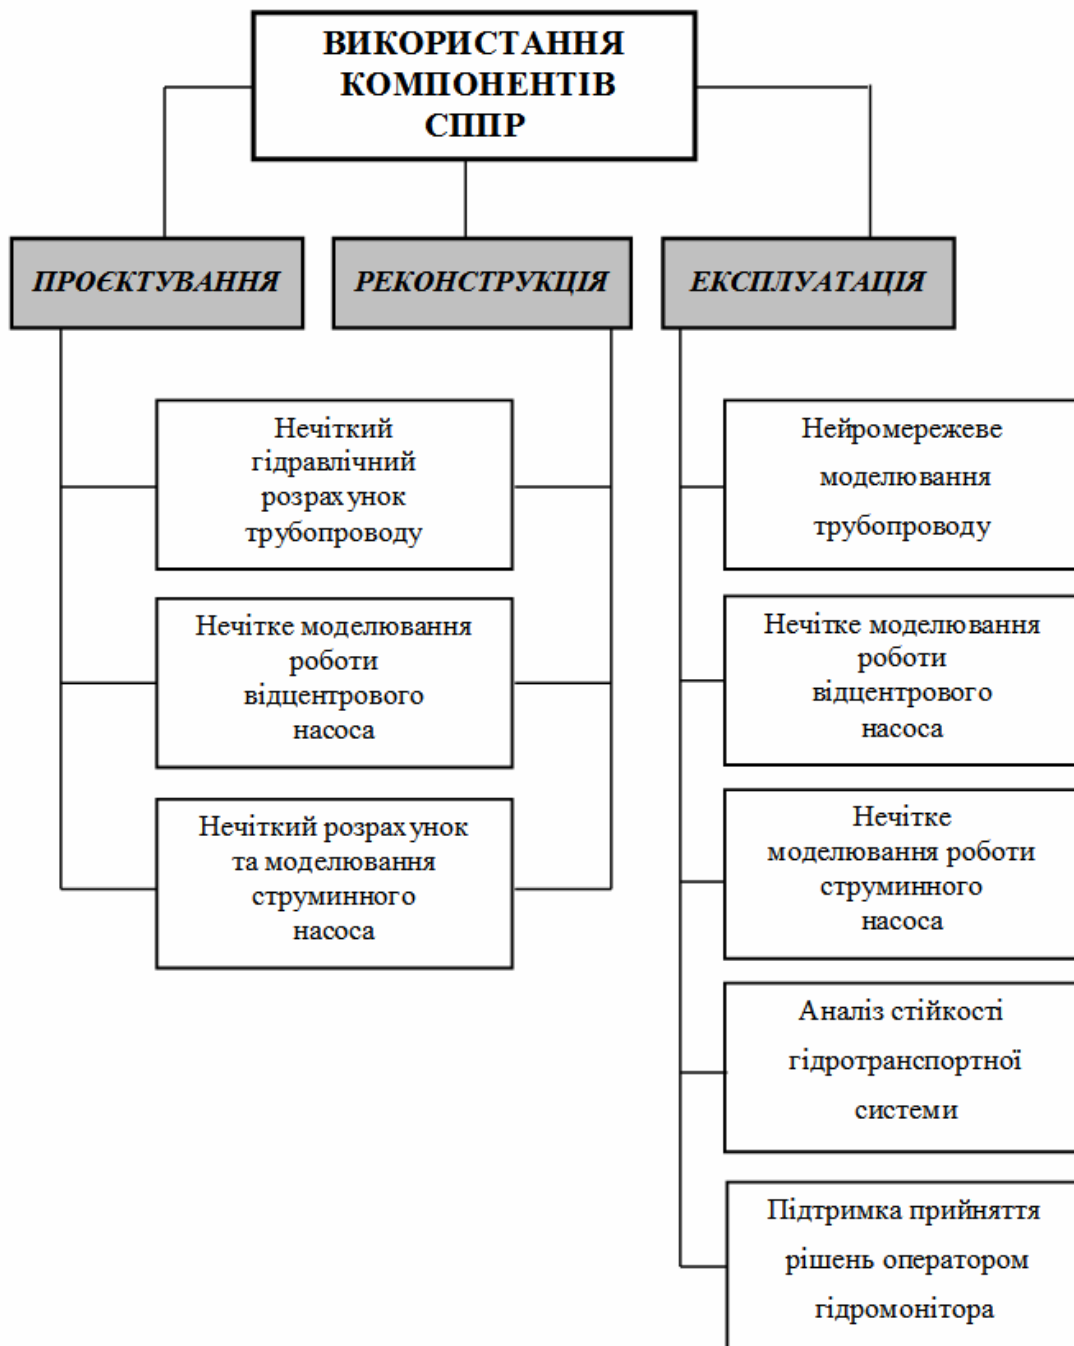 ВИКОРИСТАННЯ
КОМПОНЕНТІВ
СППР
ПРОЄКТУВАННЯ
РЕКОНСТРУКЦІЯ
ЕКСПЛУАТАЦІЯ
Нечіткий
гідравлічний
розрахунок
трубопроводу
Нечітке моделювання
роботи
відцентрового
насоса
Нечіткий розрахунок
та моделювання
струминного
насоса
Нейромережеве
моделювання
трубопроводу
Нечітке моделювання
роботи
відцентрового
насоса
Нечітке
моделювання роботи
струминного
насоса
Аналіз стійкості
гідротранспортної
системи
Підтримка прийняття
рішень оператором
гідромонітора